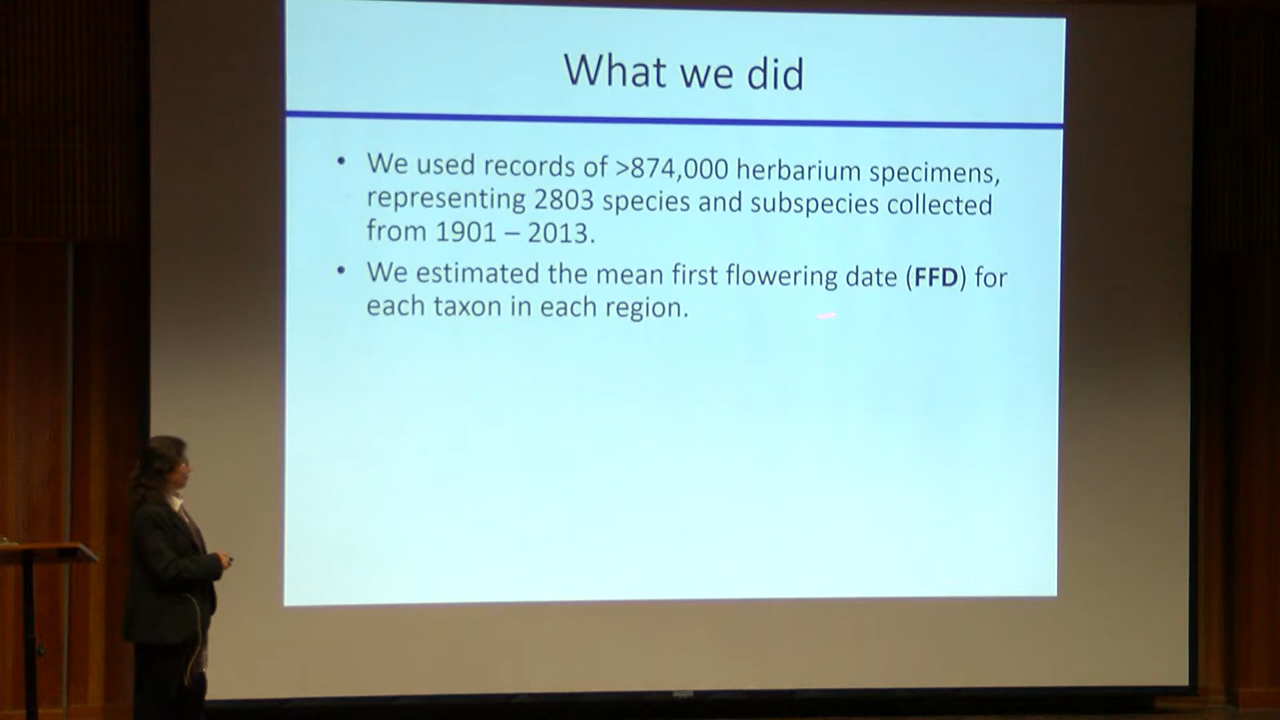 What we did
• We used records of >874,000 herbarium specimens,
representing 2803 species and subspecies collected
from 1901 – 2013.
• We estimated the mean first flowering date (FFD) for
each taxon in each region.